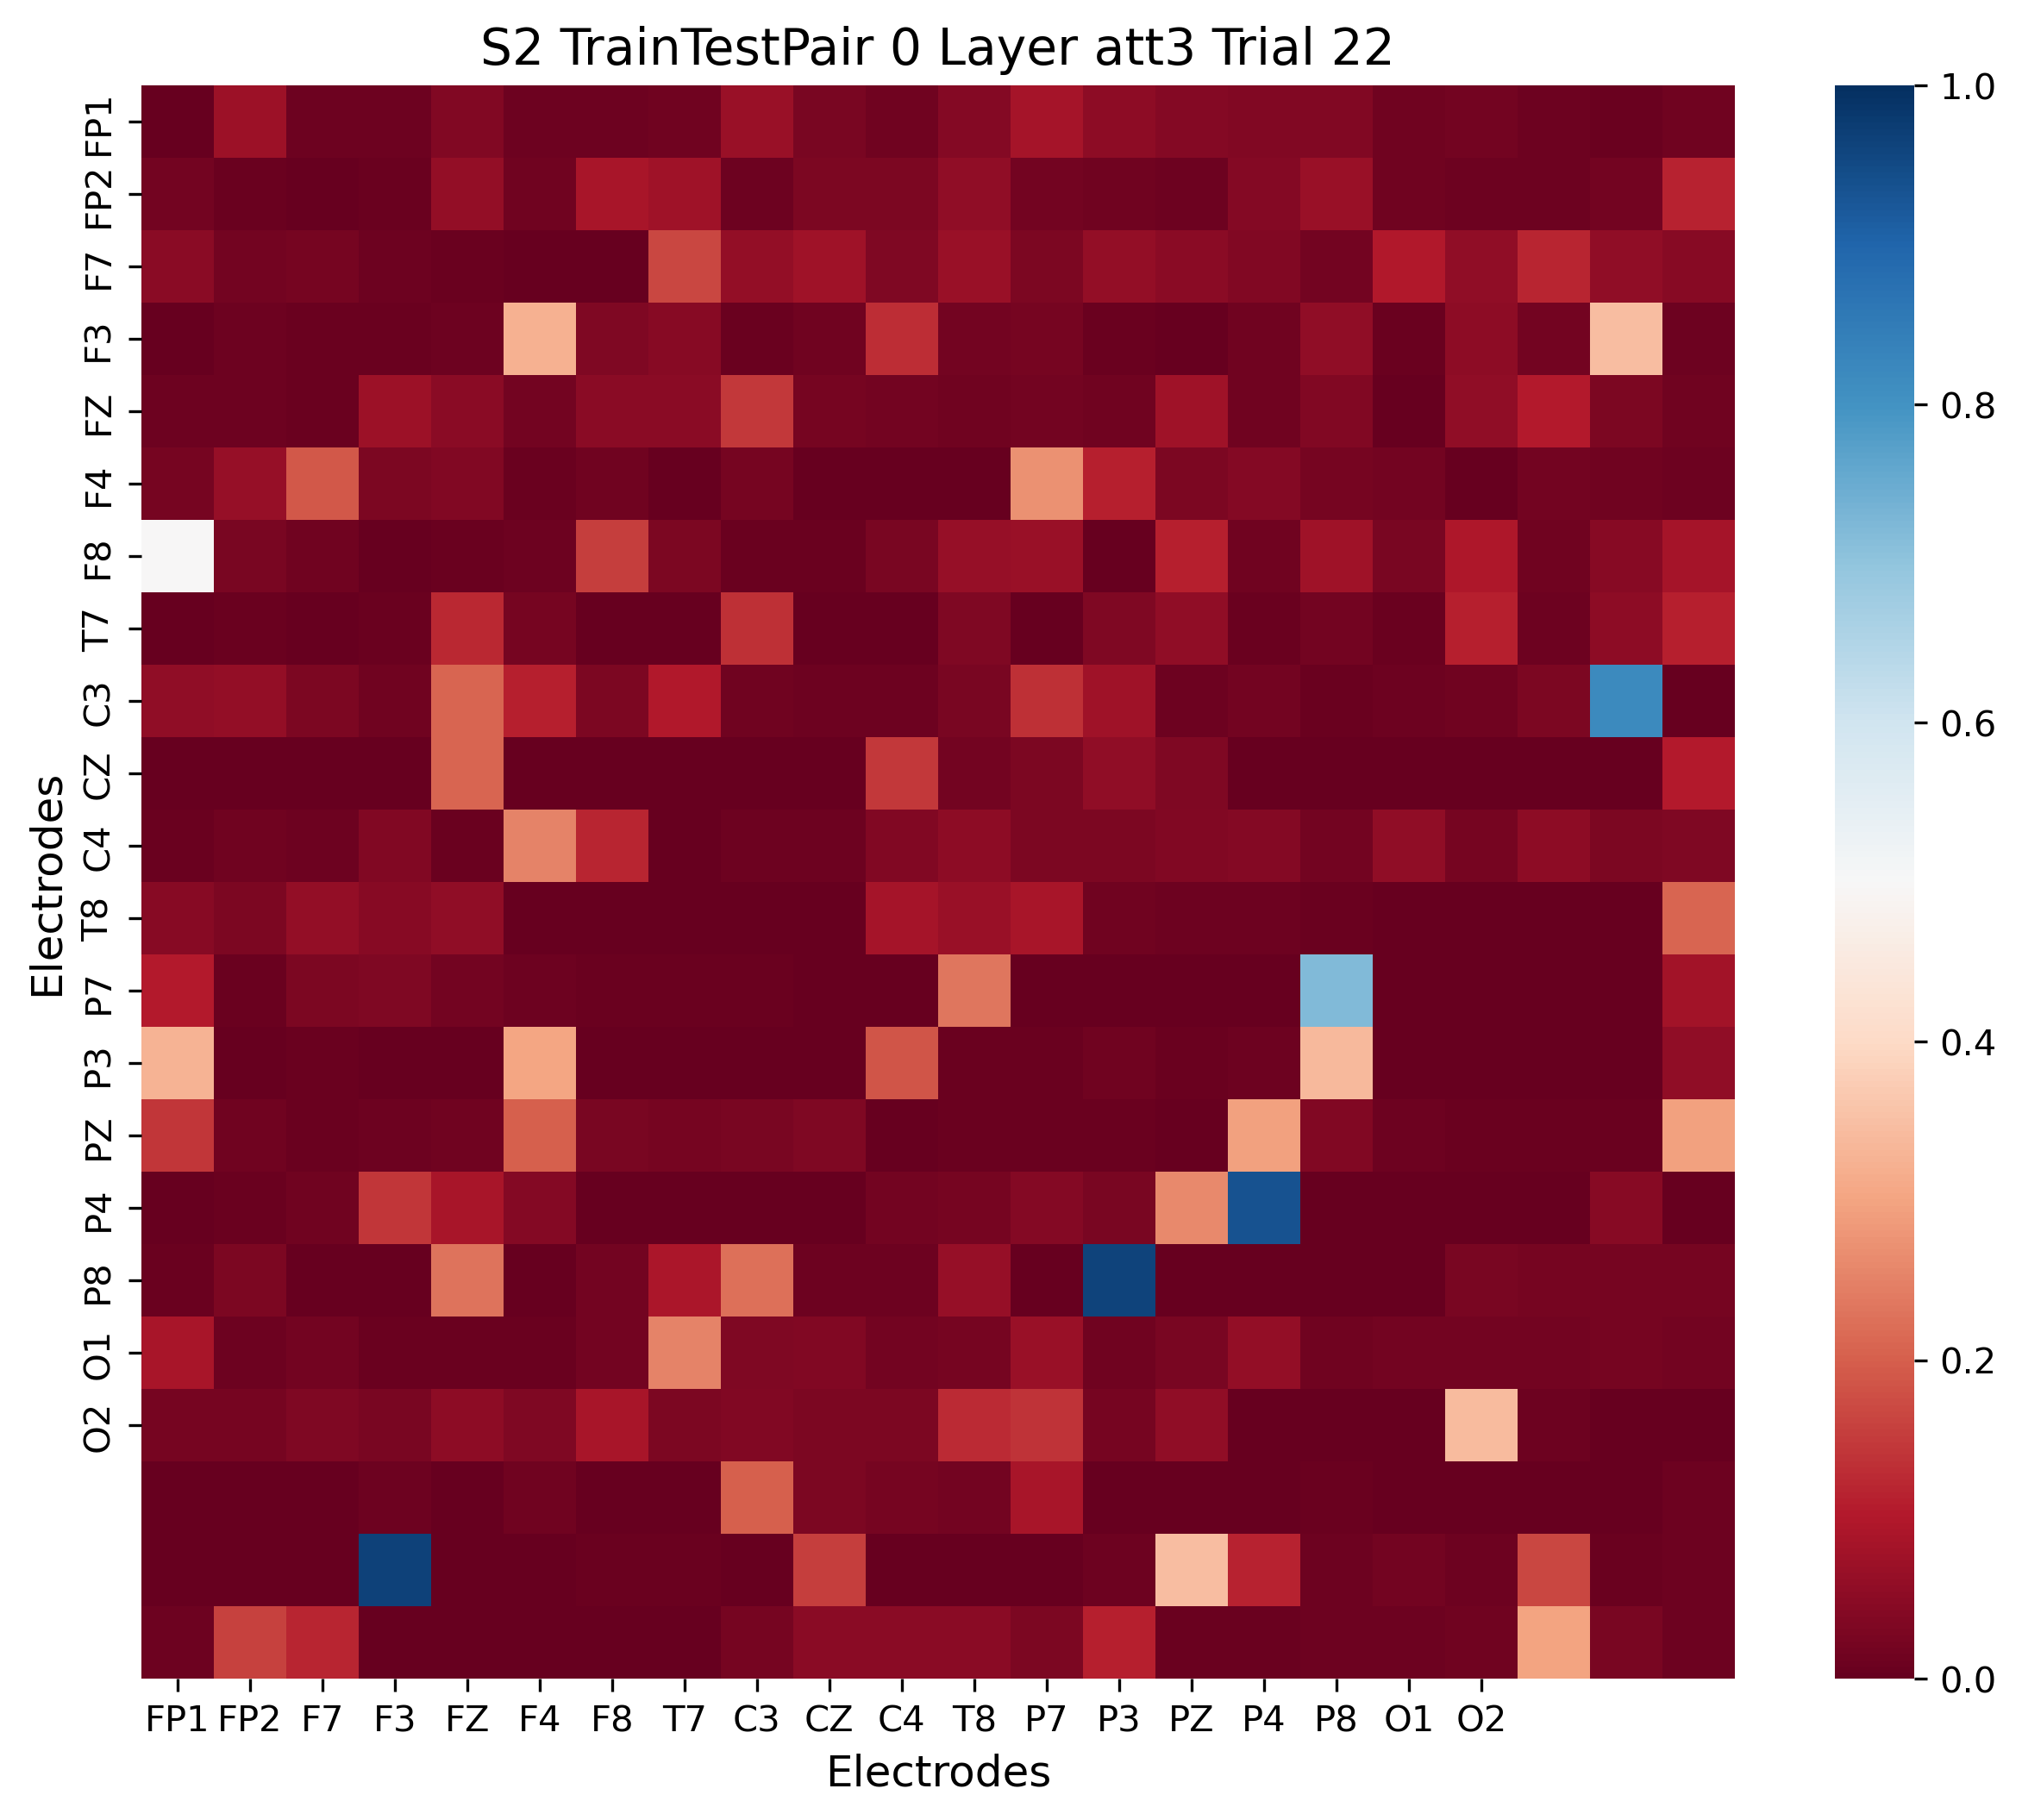 S2 TrainTestPair 0 Layer att3 Trial 22
Electrodes
FP1
FP2
F7
F3
FZ
F4
F8
T7
C3
CZ
C4
T8
P7
P3
PZ
P4
P8
O1
O2
FP1 FP2 F7 F3 FZ F4 F8 T7 C3 CZ C4 T8 P7 P3 PZ P4 P8 O1 O2
Electrodes
1.0
0.8
0.6
0.4
0.2
0.0